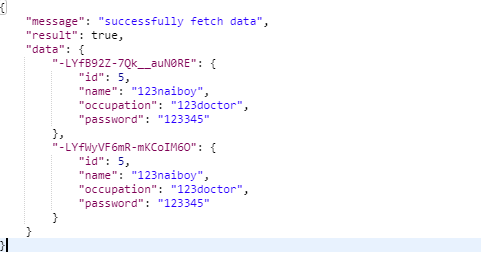 {
    "message": "successfully fetch data",
    "result": true,
    "data": {
        "-LYfB92Z-7Qk__auN0RE": {
            "id": 5,
            "name": "123naiboy",
            "occupation": "123doctor",
            "password": "123345"
        },
        "-LYfWyVF6mR-mKCoIM6O": {
            "id": 5,
            "name": "123naiboy",
            "occupation": "123doctor",
            "password": "123345"
        }
    }
}